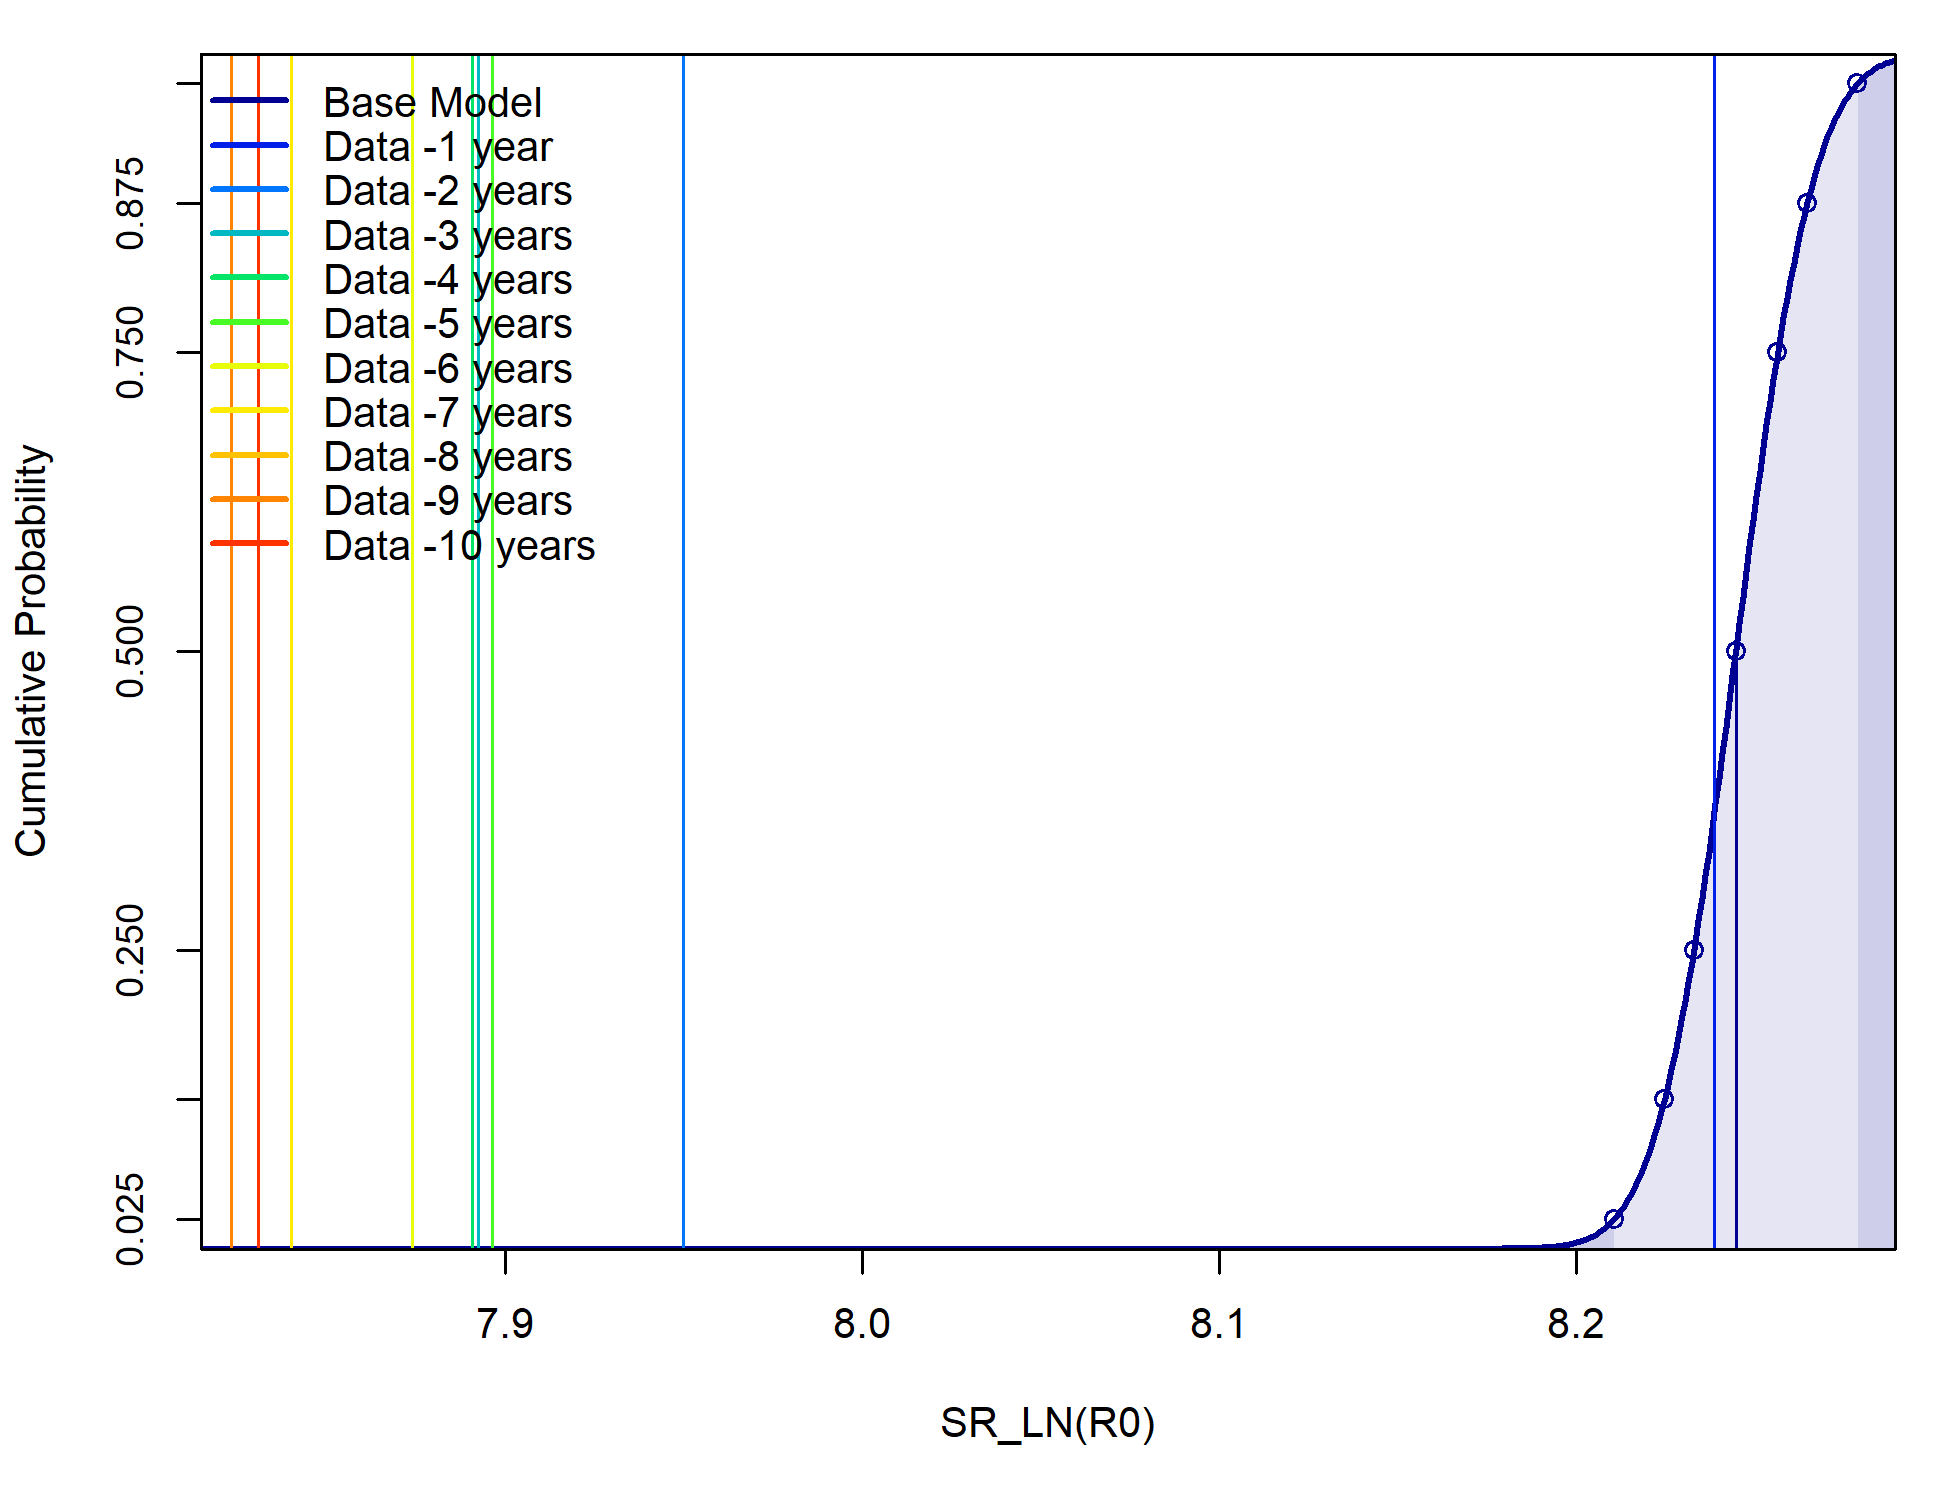 Base Model
Data -1 year
Data -2 years
Data -3 years
Data -4 years
Data -5 years
Data -6 years
Data -7 years
Data -8 years
Data -9 years
Data -10 years
Cumulative Probability
0.875
0.750
0.500
0.250
0.025
7.9
8.0
8.1
8.2
SR_LN(R0)